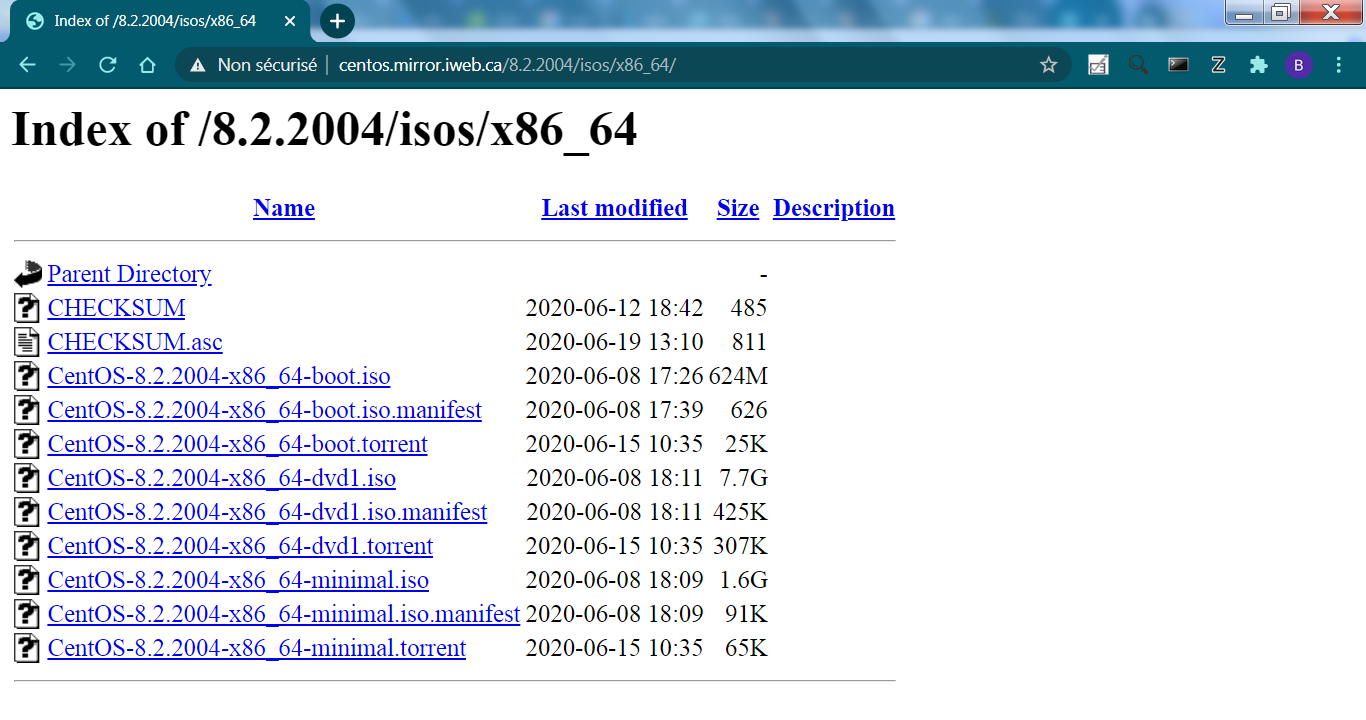 Index of /8.2.2004/isos/x86_64
Non sécurisé | centos.mirror.iweb.ca/8.2.2004/isos/x86_64/
B
Index of /8.2.2004/isos/x86_64
Name Last modified Size Description
Parent Directory -
CHECKSUM 2020-06-12 18:42 485
CHECKSUM.asc 2020-06-19 13:10 811
CentOS-8.2.2004-x86_64-boot.iso 2020-06-08 17:26 624M
CentOS-8.2.2004-x86_64-boot.iso.manifest 2020-06-08 17:39 626
CentOS-8.2.2004-x86_64-boot.torrent 2020-06-15 10:35 25K
CentOS-8.2.2004-x86_64-dvd1.iso 2020-06-08 18:11 7.7G
CentOS-8.2.2004-x86_64-dvd1.iso.manifest 2020-06-08 18:11 425K
CentOS-8.2.2004-x86_64-dvd1.torrent 2020-06-15 10:35 307K
CentOS-8.2.2004-x86_64-minimal.iso 2020-06-08 18:09 1.6G
CentOS-8.2.2004-x86_64-minimal.iso.manifest 2020-06-08 18:09 91K
CentOS-8.2.2004-x86_64-minimal.torrent 2020-06-15 10:35 65K